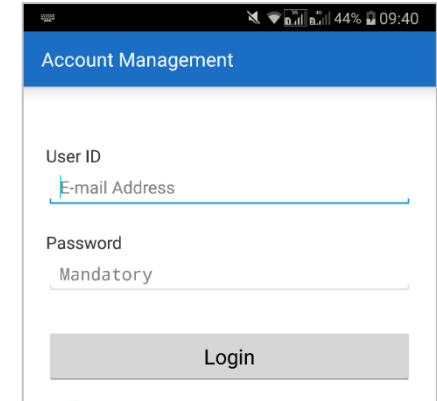 44% 09:40
Account Management
User ID
E-mail Address
Password
Mandatory
Login